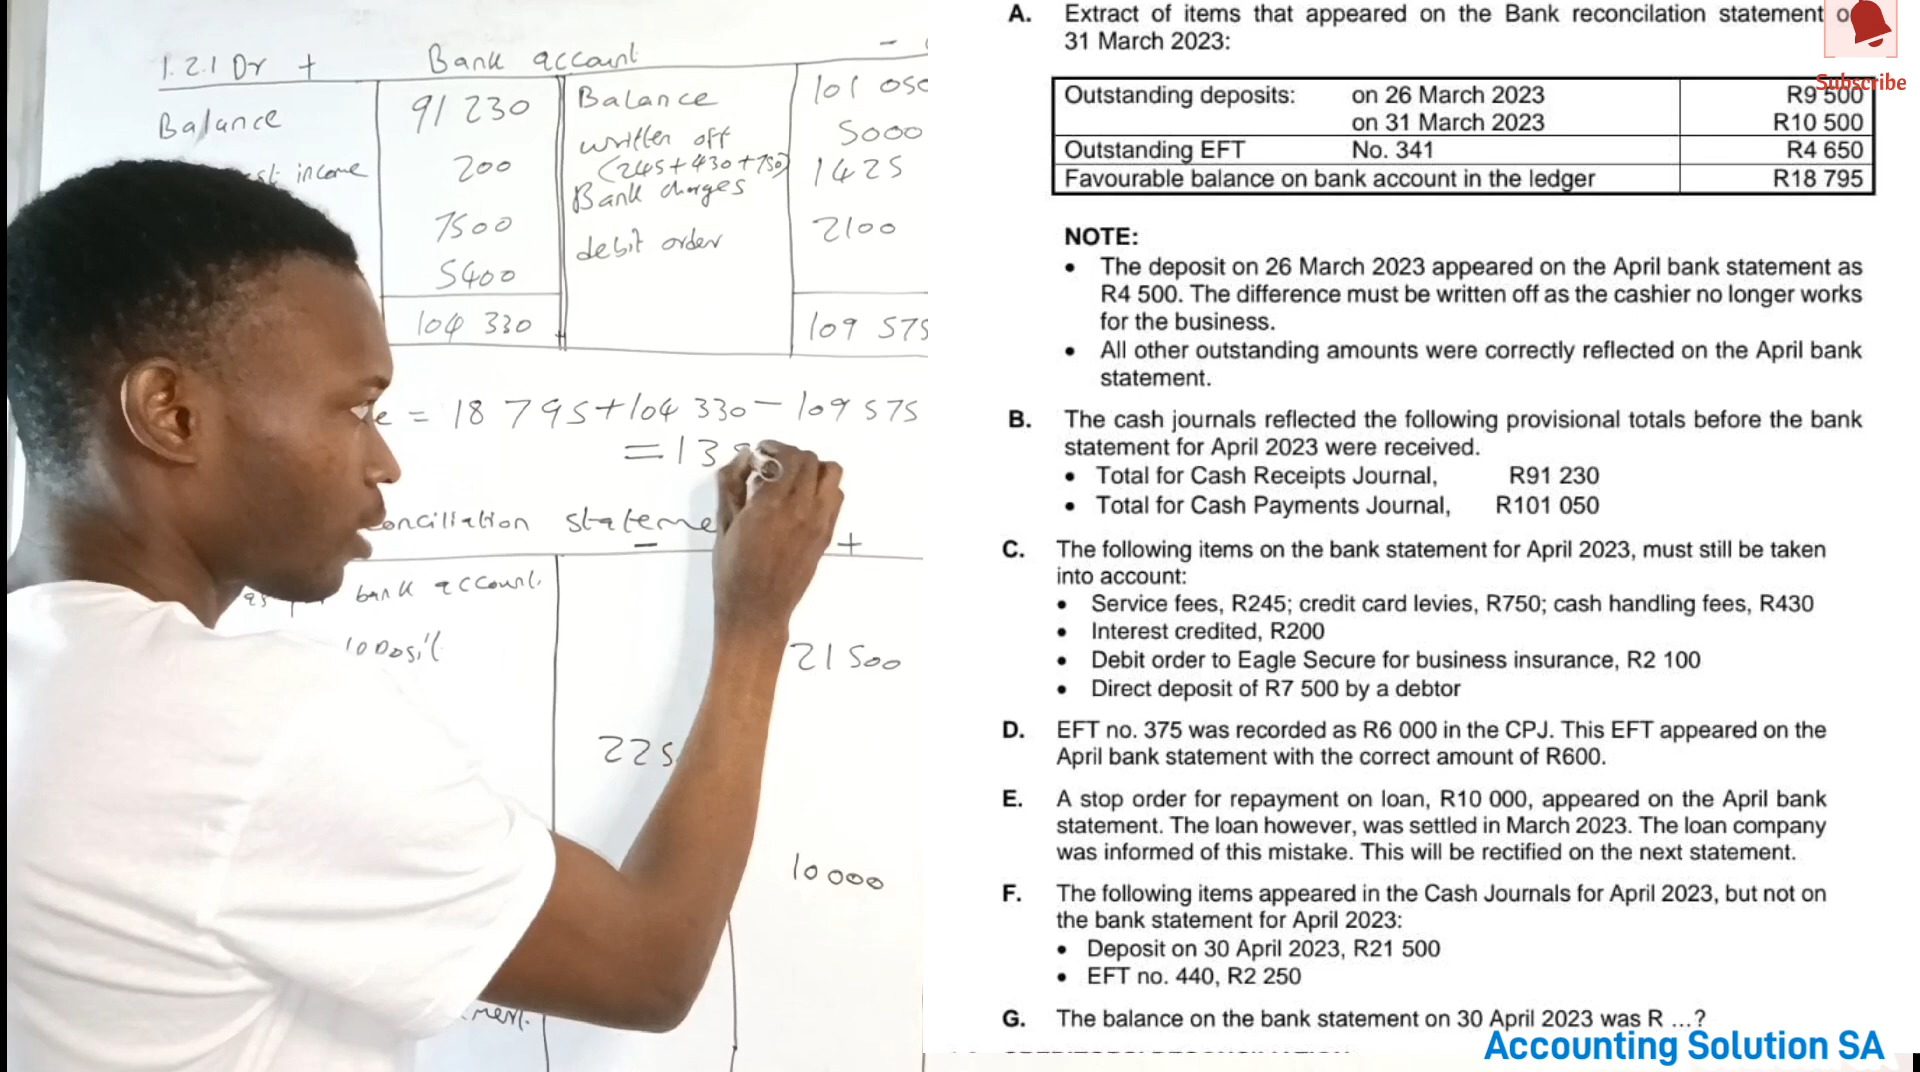 1.2.1 Dr + Bank account -
Balance 91 230 Balance 101 05
income 200 written off 5000
(245+430+750) 1425
Bank charges
7500 debit order 2100
5400
104 330 109 575
= 18 795+104 330-109 575
=13
statem
- +
bank account.
21 500
225
10 000
A. Extract of items that appeared on the Bank reconcilation statement
31 March 2023:
Outstanding deposits: on 26 March 2023 R9 500
on 31 March 2023 R10 500
Outstanding EFT No. 341 R4 650
Favourable balance on bank account in the ledger R18 795
Subscribe
NOTE:
• The deposit on 26 March 2023 appeared on the April bank statement as
R4 500. The difference must be written off as the cashier no longer works
for the business.
• All other outstanding amounts were correctly reflected on the April bank
statement.
B. The cash journals reflected the following provisional totals before the bank
statement for April 2023 were received.
• Total for Cash Receipts Journal, R91 230
• Total for Cash Payments Journal, R101 050
C. The following items on the bank statement for April 2023, must still be taken
into account:
• Service fees, R245; credit card levies, R750; cash handling fees, R430
• Interest credited, R200
• Debit order to Eagle Secure for business insurance, R2 100
• Direct deposit of R7 500 by a debtor
D. EFT no. 375 was recorded as R6 000 in the CPJ. This EFT appeared on the
April bank statement with the correct amount of R600.
E. A stop order for repayment on loan, R10 000, appeared on the April bank
statement. The loan however, was settled in March 2023. The loan company
was informed of this mistake. This will be rectified on the next statement.
F. The following items appeared in the Cash Journals for April 2023, but not on
the bank statement for April 2023:
• Deposit on 30 April 2023, R21 500
• EFT no. 440, R2 250
G. The balance on the bank statement on 30 April 2023 was R ...?
Accounting Solution SA